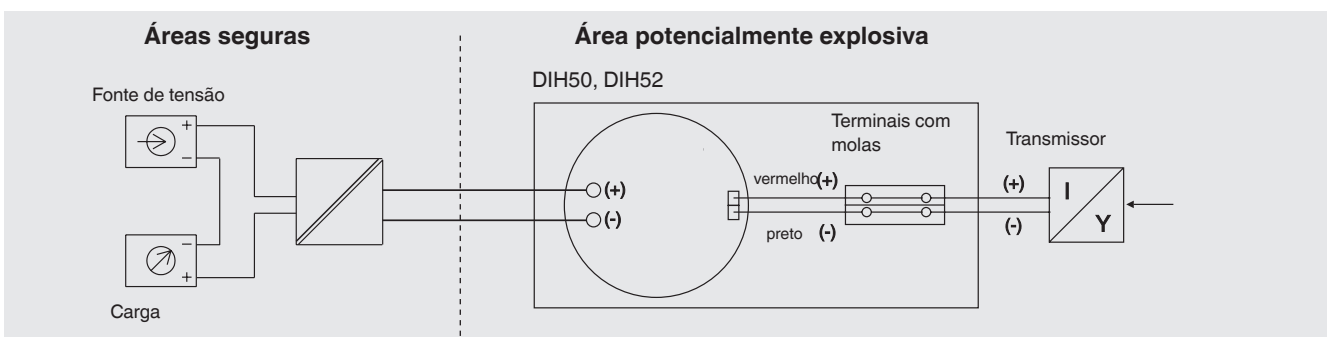 Áreas seguras
Área potencialmente explosiva
DIH50, DIH52
Fonte de tensão
+
−
−
+
Carga
(+)
(-)
vermelho(+)
preto (-)
Terminais com
molas
Transmissor
(+)
(-)
I
Y